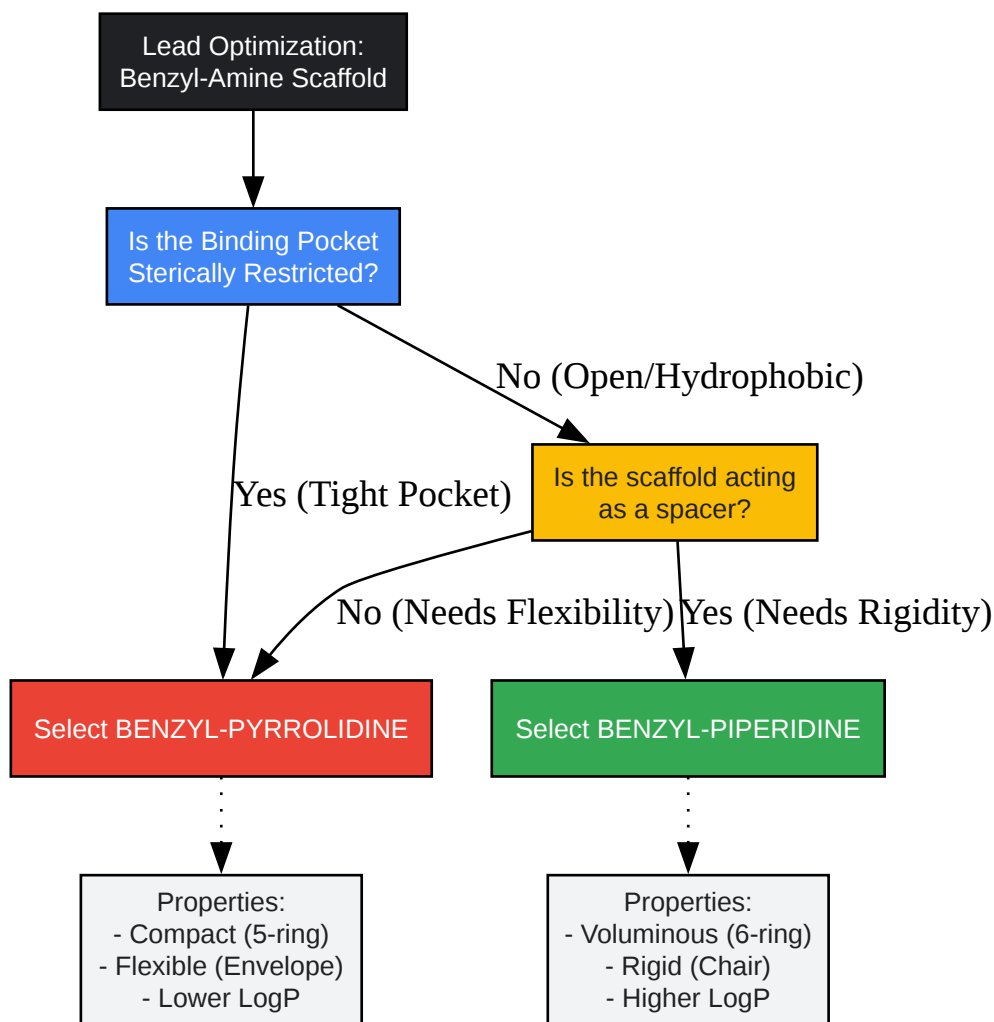 Lead Optimization:
Benzyl-Amine Scaffold
Is the Binding Pocket
Sterically Restricted?
No (Open/Hydrophobic)
Yes (Tight Pocket)
Is the scaffold acting
as a spacer?
No (Needs Flexibility)
Yes (Needs Rigidity)
Select BENZYL-PYRROLIDINE
Select BENZYL-PIPERIDINE
Properties:
- Compact (5-ring)
- Flexible (Envelope)
- Lower LogP
Properties:
- Voluminous (6-ring)
- Rigid (Chair)
- Higher LogP